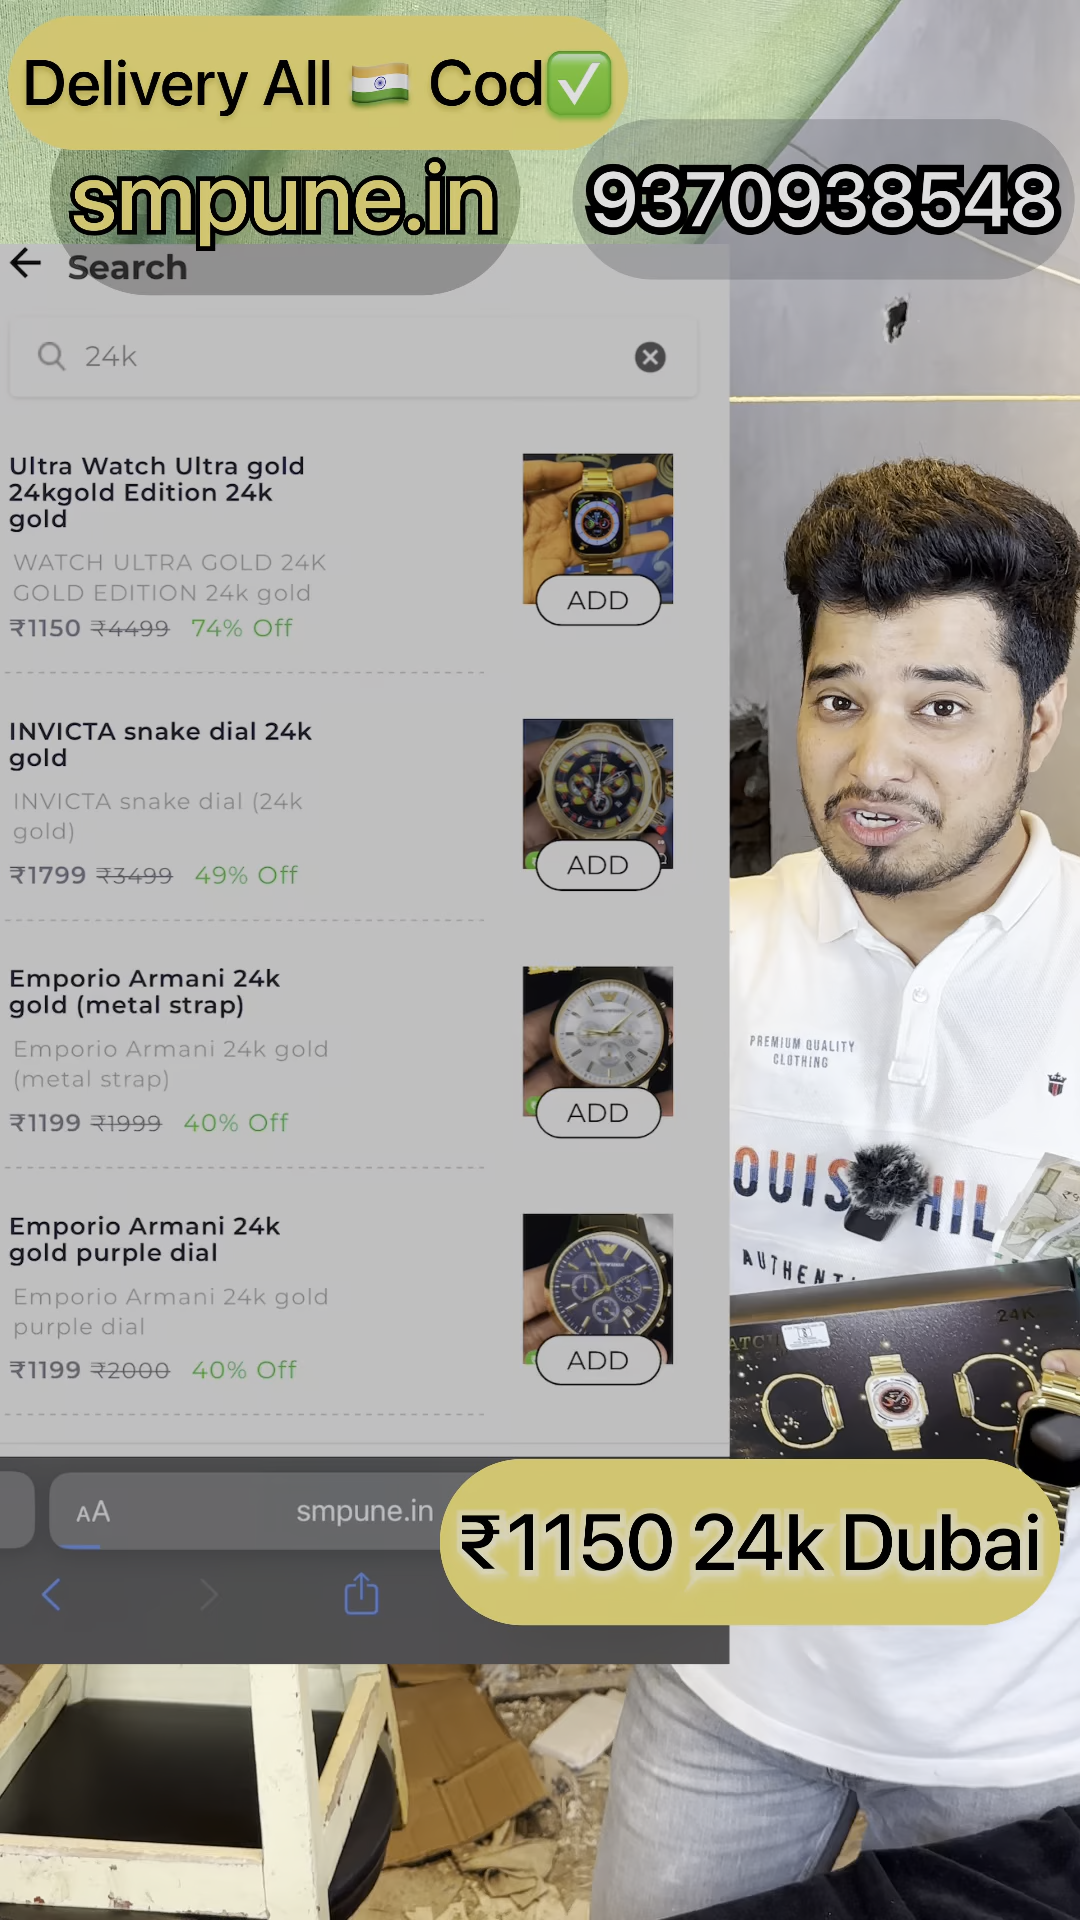 Delivery All 🇮🇳 Cod✅
smpune.in
9370938548
Search
24k
Ultra Watch Ultra gold
24kgold Edition 24k
gold
WATCH ULTRA GOLD 24K
GOLD EDITION 24k gold
₹1150 ₹4499 74% Off
ADD
INVICTA snake dial 24k
gold
INVICTA snake dial (24k
gold)
₹1799 ₹3499 49% Off
ADD
Emporio Armani 24k
gold (metal strap)
Emporio Armani 24k gold
(metal strap)
₹1199 ₹1999 40% Off
ADD
Emporio Armani 24k
gold purple dial
Emporio Armani 24k gold
purple dial
₹1199 ₹2000 40% Off
ADD
AA
smpune.in
₹1150 24k Dubai
PREMIUM QUALITY
CLOTHING
OUIS HIL
AUTHENT
ATCH
24K